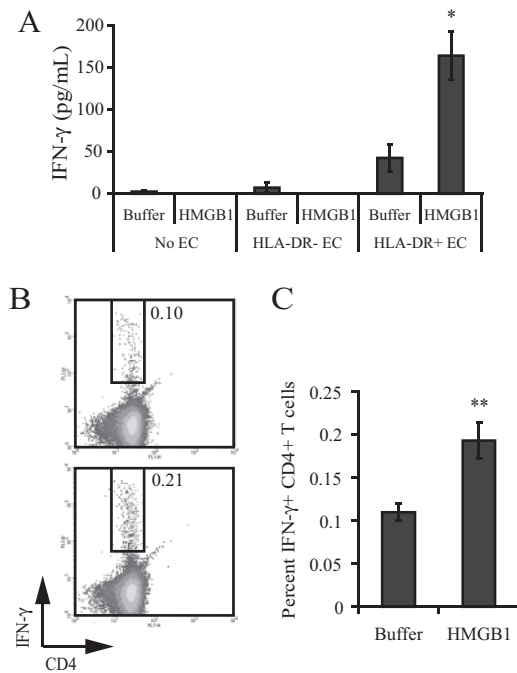 A
*
200
150
100
50
0
IFN-γ (pg/mL)
Buffer HMGB1 Buffer HMGB1 Buffer HMGB1
No EC HLA-DR- EC HLA-DR+ EC
B
0.10
0.21
IFN-γ
CD4
C
**
0.25
0.2
0.15
0.1
0.05
0
Percent IFN-γ+ CD4+ T cells
Buffer HMGB1